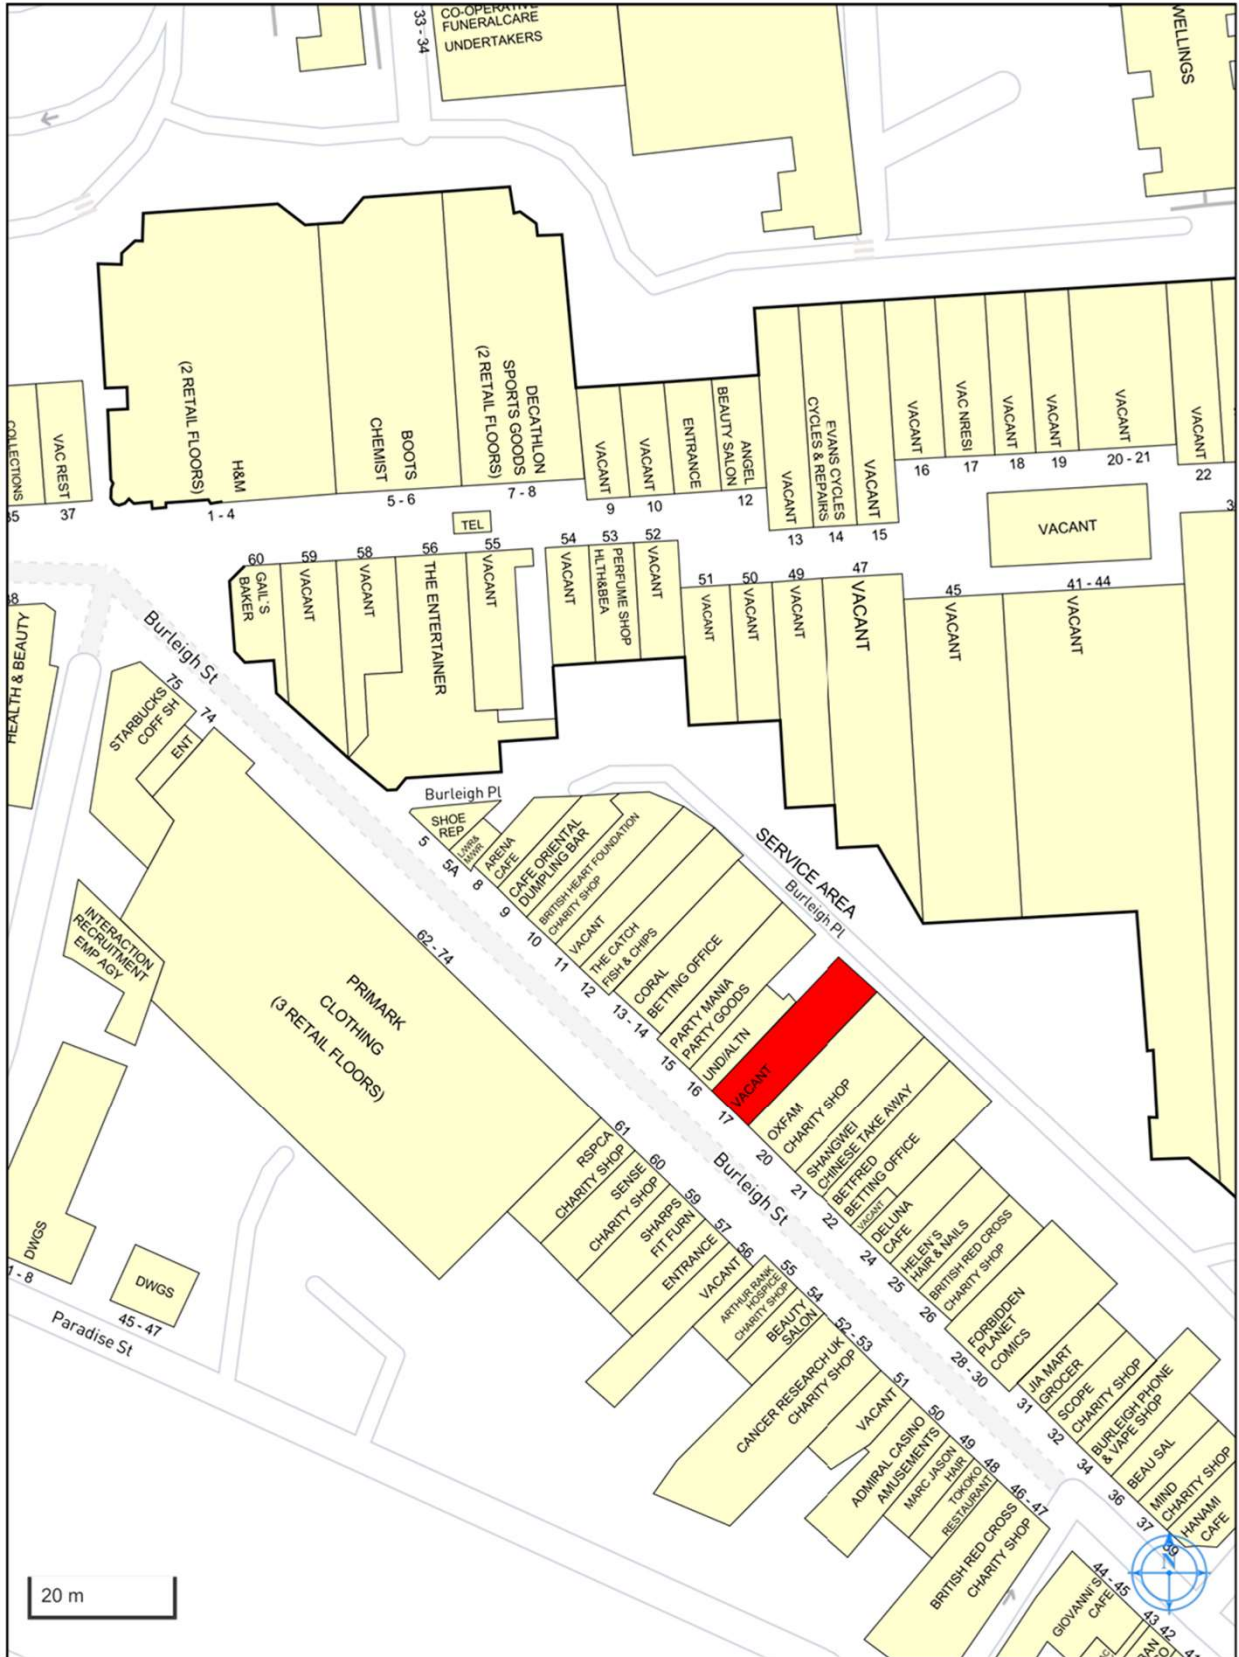 33 - 34
CO-OPERATIVE
FUNERALCARE
UNDERTAKERS
WELLINGS
COLLECTIONS
35
VAC REST
37
(2 RETAIL FLOORS)
H&M
1 - 4
BOOTS
CHEMIST
5 - 6
DECATHLON
SPORTS GOODS
(2 RETAIL FLOORS)
7 - 8
VACANT
9
VACANT
10
ENTRANCE
ANGEL
BEAUTY SALON
12
VACANT
13
EVANS CYCLES
CYCLES & REPAIRS
14
VACANT
15
VACANT
16
VAC NRESI
17
VACANT
18
VACANT
19
VACANT
20 - 21
VACANT
22
VACANT
TEL
60
GAIL'S
BAKER
59
VACANT
58
VACANT
56
THE ENTERTAINER
55
VACANT
54
VACANT
53
PERFUME SHOP
HLTH&BEA
52
VACANT
51
VACANT
50
VACANT
49
VACANT
47
VACANT
45
VACANT
41 - 44
VACANT
HEALTH & BEAUTY
Burleigh St
75
STARBUCKS
COFF SH
74
ENT
Burleigh Pl
SHOE
REP
5
5A
ARENA
CAFE
8
CAFE ORIENTAL
DUMPLING BAR
9
BRITISH HEART FOUNDATION
CHARITY SHOP
10
VACANT
11
THE CATCH
FISH & CHIPS
12
CORAL
BETTING OFFICE
13 - 14
PARTY MANIA
PARTY GOODS
15
UND/ALTN
16
VACANT
17
SERVICE AREA
Burleigh Pl
OXFAM
CHARITY SHOP
20
SHANGWEI
CHINESE TAKE AWAY
21
BETFRED
BETTING OFFICE
22
VACANT
DELUNA
CAFE
24
HELEN'S
HAIR & NAILS
25
BRITISH RED CROSS
CHARITY SHOP
26
FORBIDDEN
PLANET
COMICS
28 - 30
JIA MART
GROCER
31
SCOPE
CHARITY SHOP
32
BURLEIGH PHONE
& VAPE SHOP
34
BEAU SAL
36
MIND
CHARITY SHOP
37
HANAMI
CAFE
39
N
INTERACTION
RECRUITMENT
EMP AGY
62 - 74
PRIMARK
CLOTHING
(3 RETAIL FLOORS)
Burleigh St
61
RSPCA
CHARITY SHOP
60
SENSE
CHARITY SHOP
59
SHARPS
FIT FURN
57
ENTRANCE
56
VACANT
55
ARTHUR RANK
HOSPICE
CHARITY SHOP
54
BEAUTY
SALON
52 - 53
CANCER RESEARCH UK
CHARITY SHOP
51
VACANT
50
ADMIRAL CASINO
AMUSEMENTS
49
MARC JASON
HAIR
48
TOKOKO
RESTAURANT
46 - 47
BRITISH RED CROSS
CHARITY SHOP
44 - 45
GIOVANNI'S
CAFE
43
42
DWGS
1 - 8
DWGS
45 - 47
Paradise St
20 m